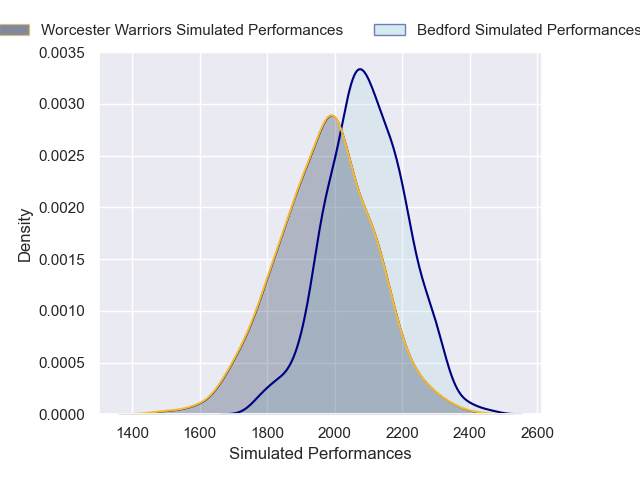 Worcester Warriors Simulated Performances Bedford Simulated Performances
0.0035
0.0030
0.0025
0.0020
0.0015
0.0010
0.0005
0.0000
Density
1400 1600 1800 2000 2200 2400 2600
Simulated Performances